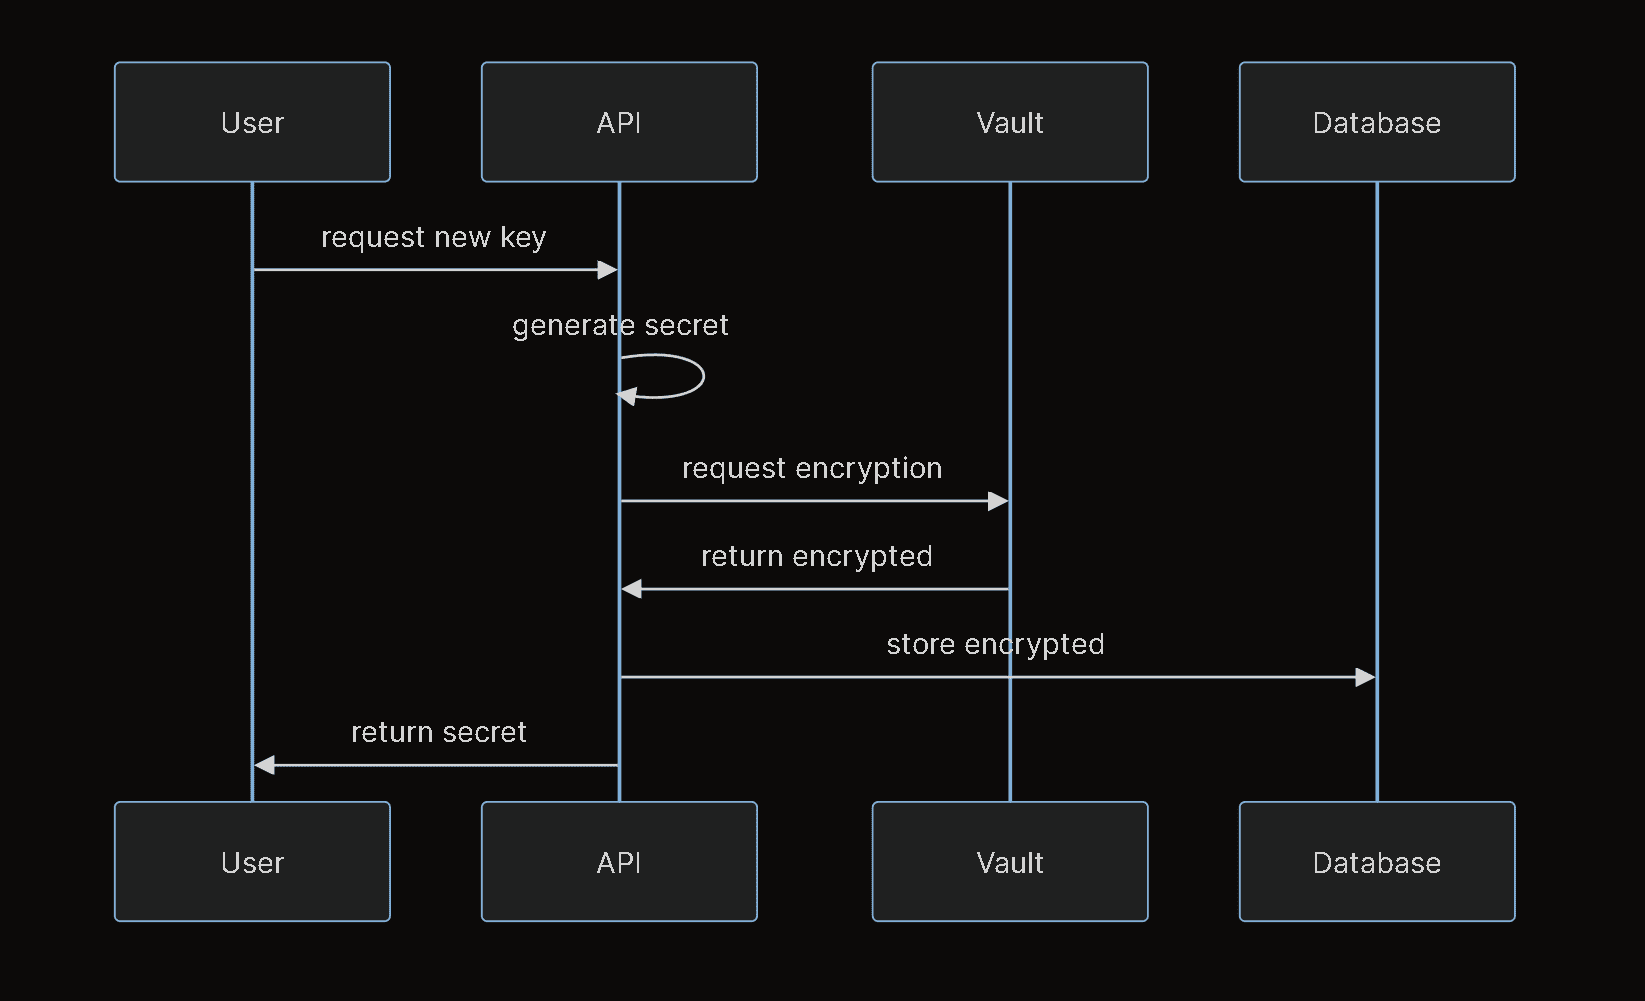 User
API
Vault
Database
request new key
generate secret
request encryption
return encrypted
store encrypted
return secret
User
API
Vault
Database